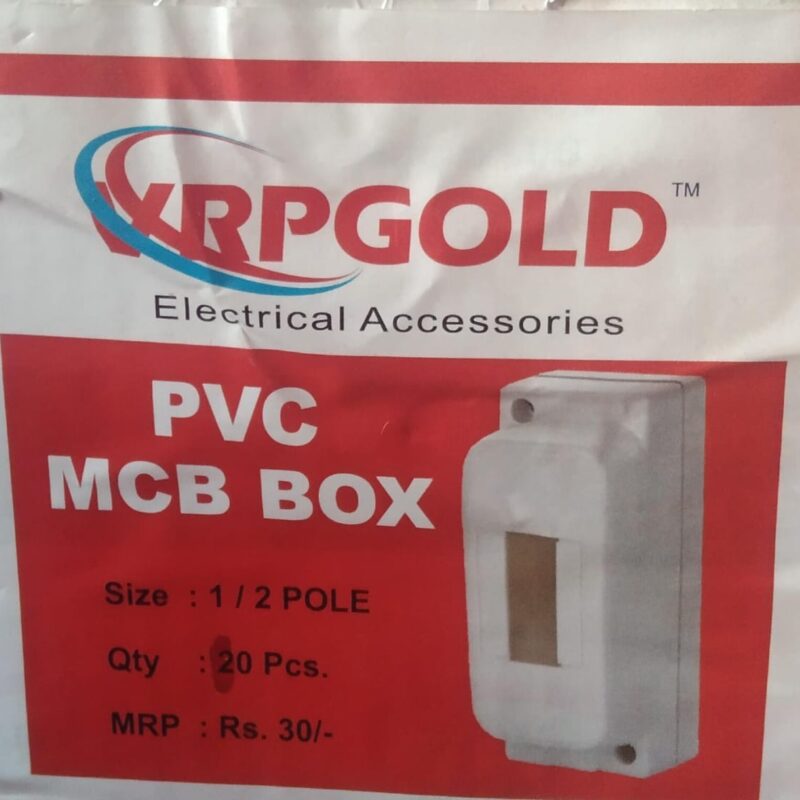 VRPGOLD™
Electrical Accessories
PVC
MCB BOX
Size : 1 / 2 POLE
Qty : 20 Pcs.
MRP : Rs. 30/-